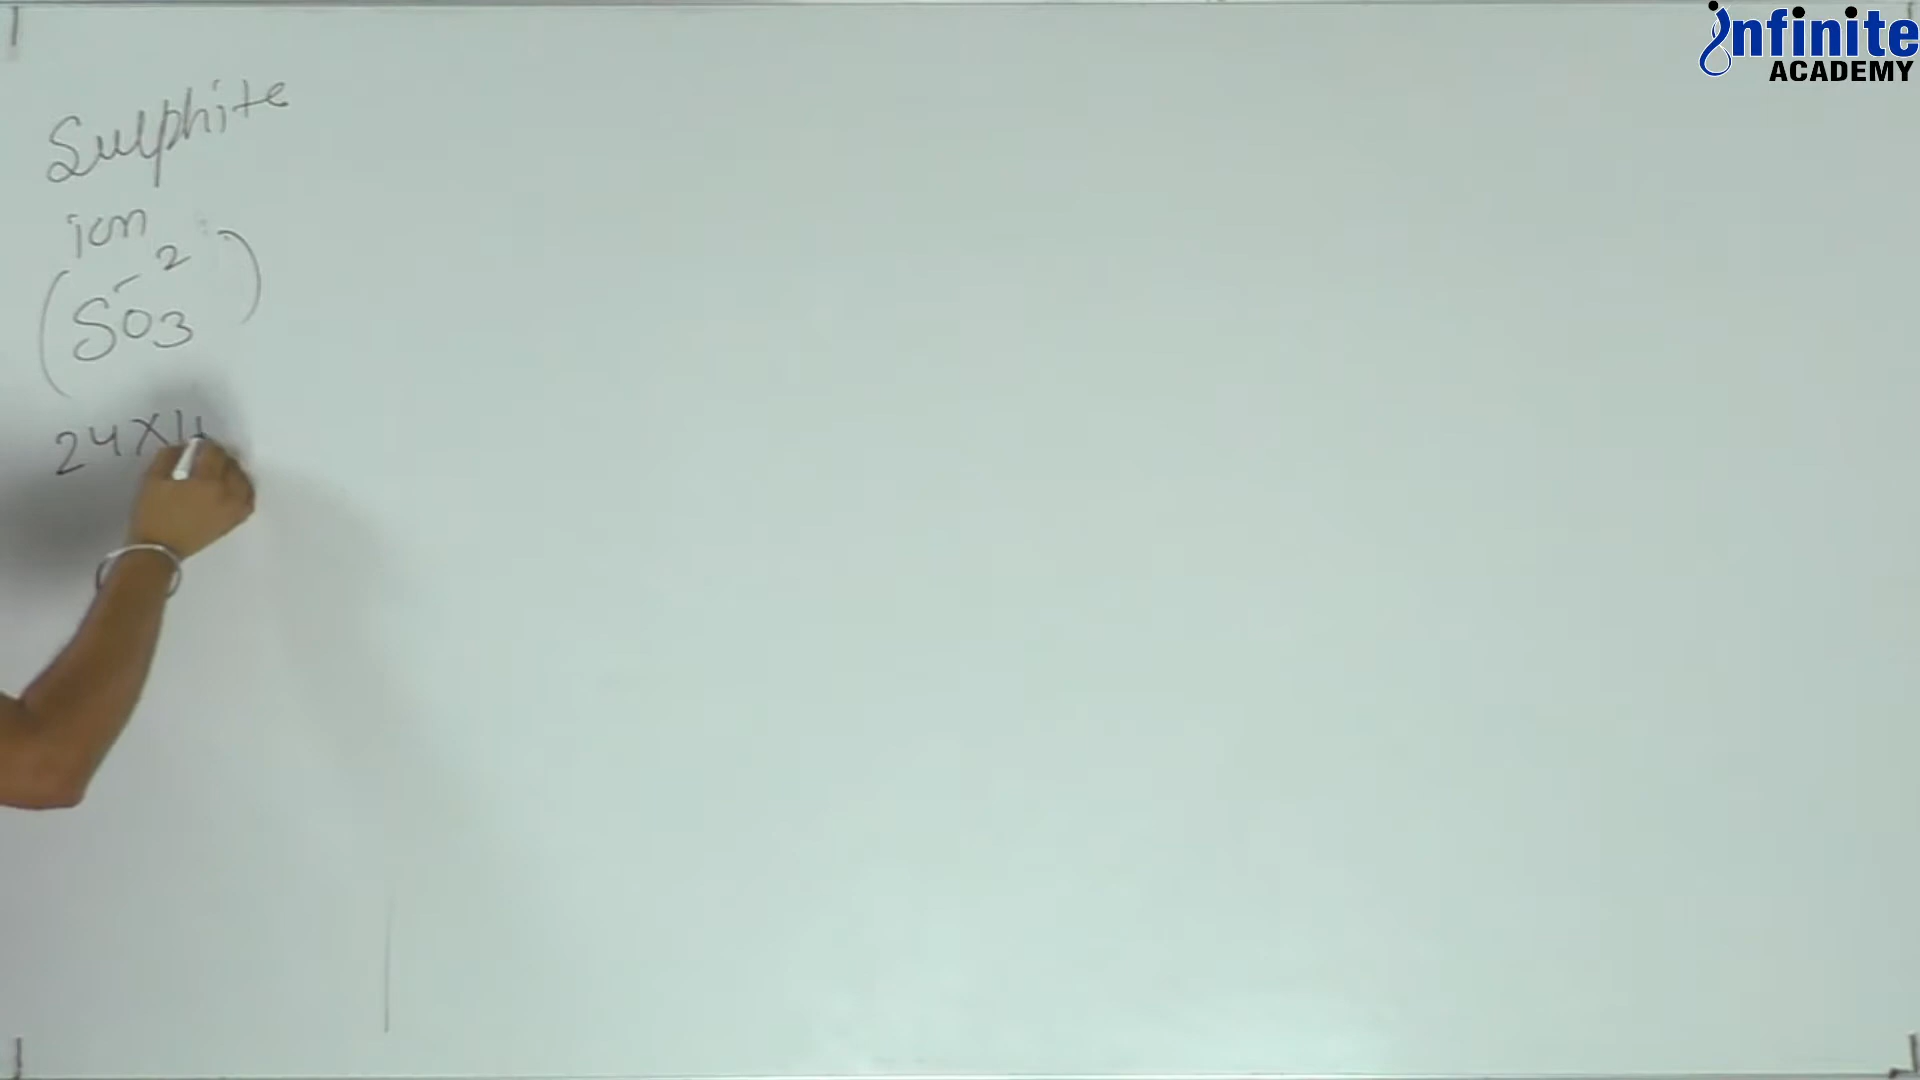 infinite
ACADEMY
Sulphite
ion
(SO3-2)
24X